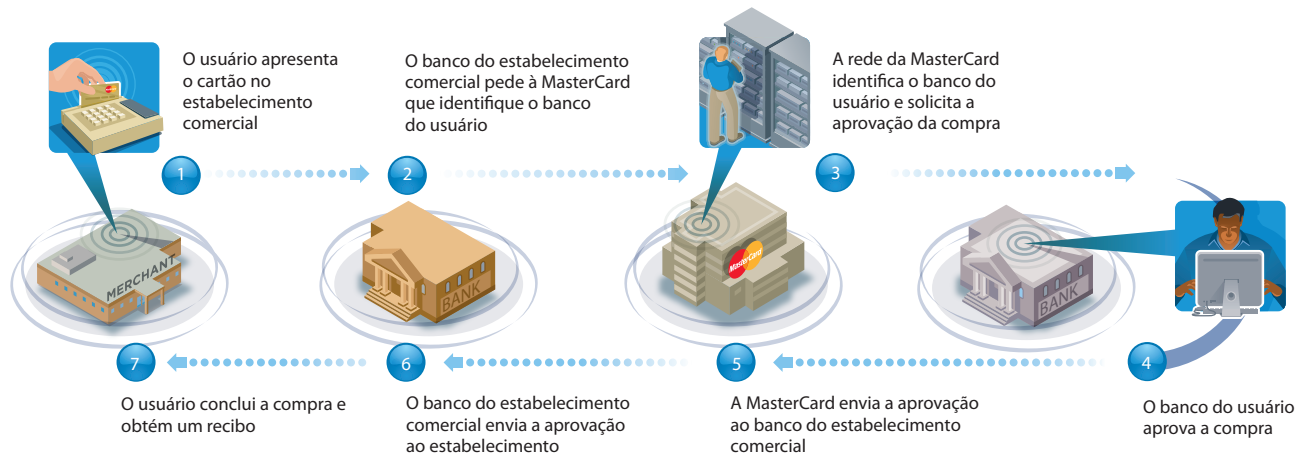 O usuário apresenta
o cartão no
estabelecimento
comercial
1
O banco do estabelecimento
comercial pede à MasterCard
que identifique o banco
do usuário
2
A rede da MasterCard
identifica o banco do
usuário e solicita a
aprovação da compra
3
MERCHANT
BANK
MasterCard
BANK
4
O banco do usuário
aprova a compra
5
A MasterCard envia a aprovação
ao banco do estabelecimento
comercial
6
O banco do estabelecimento
comercial envia a aprovação
ao estabelecimento
7
O usuário conclui a compra e
obtém um recibo